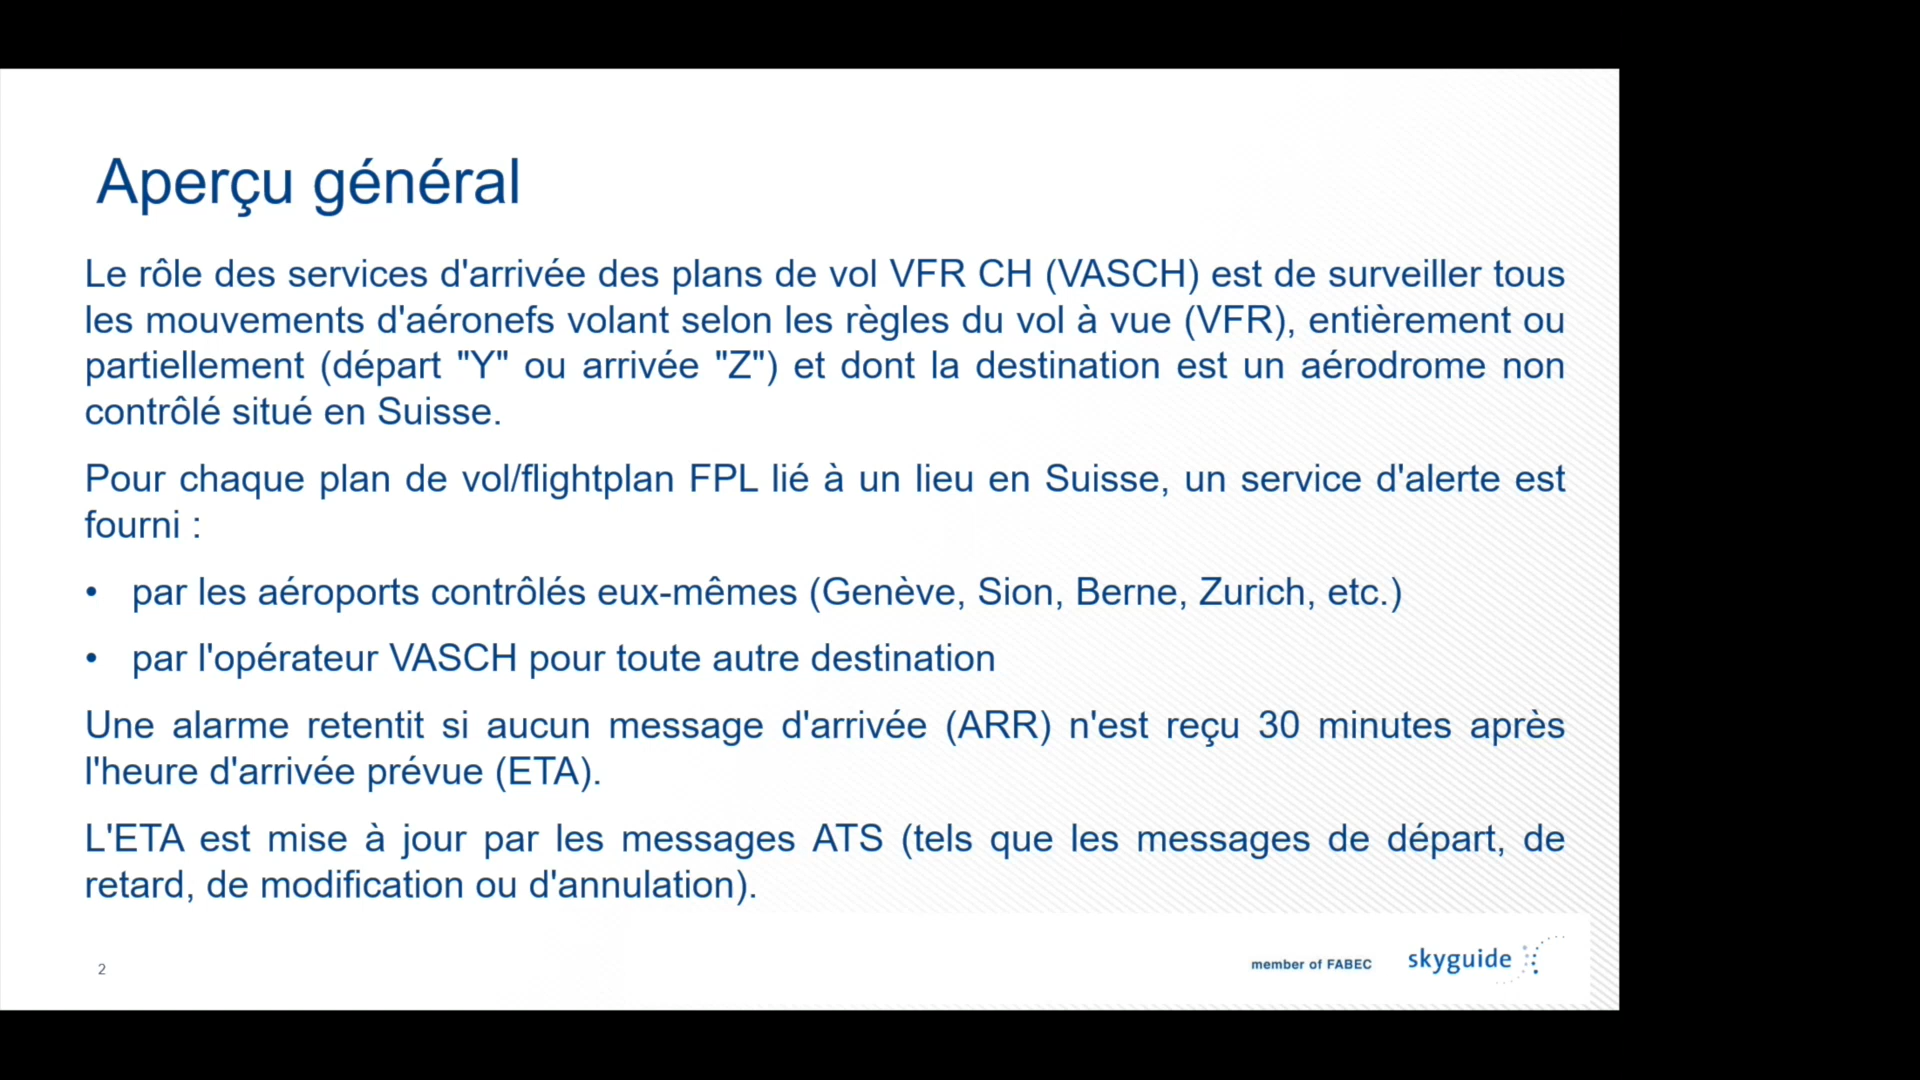 Aperçu général
Le rôle des services d'arrivée des plans de vol VFR CH (VASCH) est de surveiller tous
les mouvements d'aéronefs volant selon les règles du vol à vue (VFR), entièrement ou
partiellement (départ "Y" ou arrivée "Z") et dont la destination est un aérodrome non
contrôlé situé en Suisse.
Pour chaque plan de vol/flightplan FPL lié à un lieu en Suisse, un service d'alerte est
fourni :
• par les aéroports contrôlés eux-mêmes (Genève, Sion, Berne, Zurich, etc.)
• par l'opérateur VASCH pour toute autre destination
Une alarme retentit si aucun message d'arrivée (ARR) n'est reçu 30 minutes après
l'heure d'arrivée prévue (ETA).
L'ETA est mise à jour par les messages ATS (tels que les messages de départ, de
retard, de modification ou d'annulation).
2
member of FABEC
skyguide